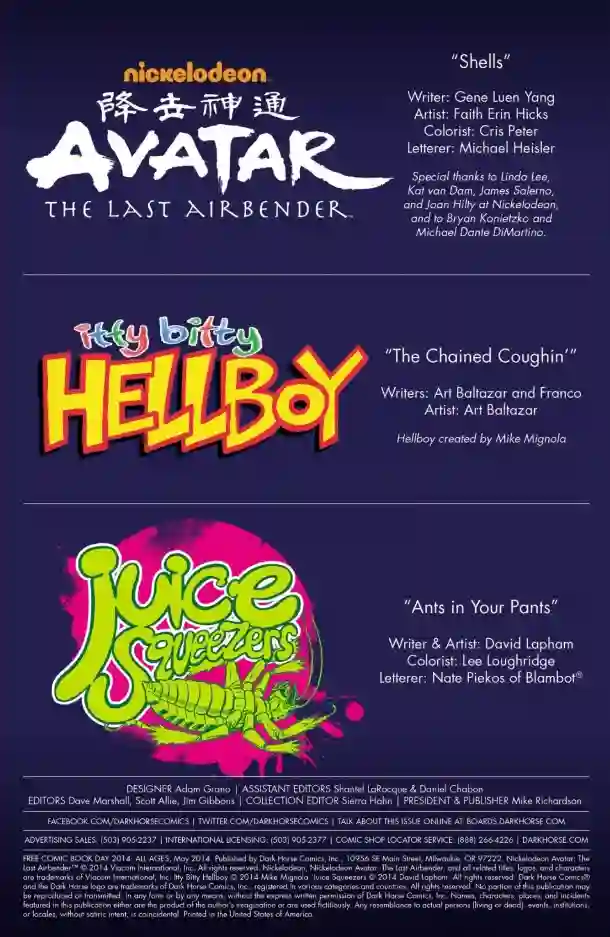 nickelodeon
降去神通
AVATAR
THE LAST AIRBENDER™
"Shells"
Writer: Gene Luen Yang
Artist: Faith Erin Hicks
Colorist: Cris Peter
Letterer: Michael Heisler
Special thanks to Linda Lee,
Kat van Dam, James Salerno,
and Joan Hilty at Nickelodeon,
and to Bryan Konietzko and
Michael Dante DiMartino.
itty bitty
HELLBOY
"The Chained Coughin'"
Writers: Art Baltazar and Franco
Artist: Art Baltazar
Hellboy created by Mike Mignola
juice
Squeezers
"Ants in Your Pants"
Writer & Artist: David Lapham
Colorist: Lee Loughridge
Letterer: Nate Piekos of Blambot®
DESIGNER Adam Grano | ASSISTANT EDITORS Shantel LaRocque & Daniel Chabon
EDITORS Dave Marshall, Scott Allie, Jim Gibbons | COLLECTION EDITOR Sierra Hahn | PRESIDENT & PUBLISHER Mike Richardson
FACEBOOK.COM/DARKHORSECOMICS | TWITTER.COM/DARKHORSECOMICS | TALK ABOUT THIS ISSUE ONLINE AT BOARDS.DARKHORSE.COM
ADVERTISING SALES: (503) 905-2237 | INTERNATIONAL LICENSING: (503) 905-2377 | COMIC SHOP LOCATOR SERVICE: (888) 266-4226 | DARKHORSE.COM
FREE COMIC BOOK DAY 2014: ALL AGES, May 2014. Published by Dark Horse Comics, Inc., 10956 SE Main Street, Milwaukie, OR 97222. Nickelodeon Avatar: The
Last Airbender™ © 2014 Viacom International, Inc. All rights reserved. Nickelodeon, Nickelodeon Avatar: The Last Airbender, and all related titles, logos, and characters
are trademarks of Viacom International, Inc. Itty Bitty Hellboy © 2014 Mike Mignola. Juice Squeezers © 2014 David Lapham. All rights reserved. Dark Horse Comics®
and the Dark Horse logo are trademarks of Dark Horse Comics, Inc., registered in various categories and countries. All rights reserved. No portion of this publication may
be reproduced or transmitted, in any form or by any means, without the express written permission of Dark Horse Comics, Inc. Names, characters, places, and incidents
featured in this publication either are the product of the author's imagination or are used fictitiously. Any resemblance to actual persons (living or dead), events, institutions,
or locales, without satiric intent, is coincidental. Printed in the United States of America.